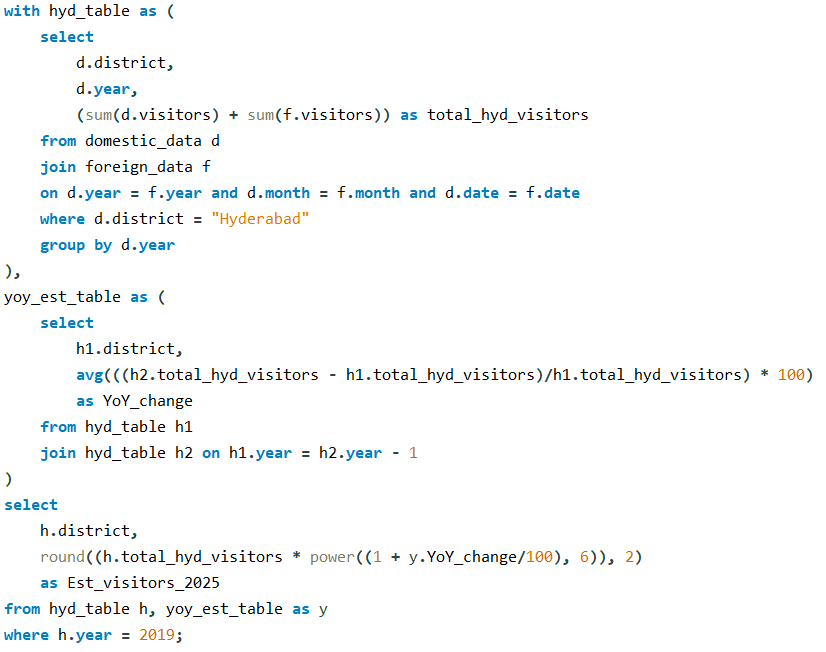 with hyd_table as (
    select
        d.district,
        d.year,
        (sum(d.visitors) + sum(f.visitors)) as total_hyd_visitors
    from domestic_data d
    join foreign_data f
    on d.year = f.year and d.month = f.month and d.date = f.date
    where d.district = "Hyderabad"
    group by d.year
),
yoy_est_table as (
    select
        h1.district,
        avg(((h2.total_hyd_visitors - h1.total_hyd_visitors)/h1.total_hyd_visitors) * 100)
        as YoY_change
    from hyd_table h1
    join hyd_table h2 on h1.year = h2.year - 1
)
select
    h.district,
    round((h.total_hyd_visitors * power((1 + y.YoY_change/100), 6)), 2)
    as Est_visitors_2025
from hyd_table h, yoy_est_table as y
where h.year = 2019;